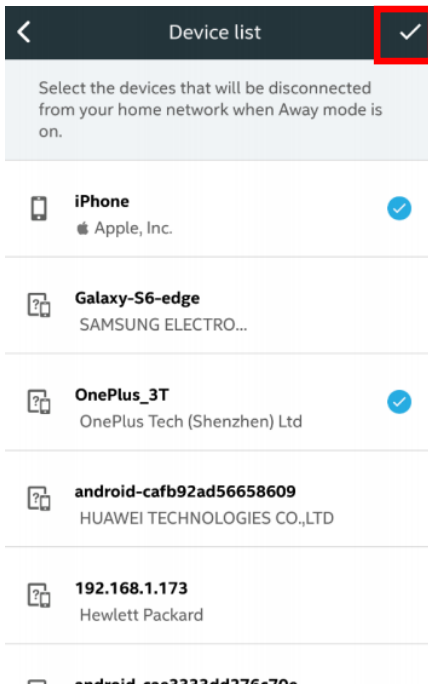 Device list
Select the devices that will be disconnected
from your home network when Away mode is
on.
iPhone
Apple, Inc.
Galaxy-S6-edge
SAMSUNG ELECTRO...
OnePlus_3T
OnePlus Tech (Shenzhen) Ltd
android-cafb92ad56658609
HUAWEI TECHNOLOGIES CO.,LTD
192.168.1.173
Hewlett Packard